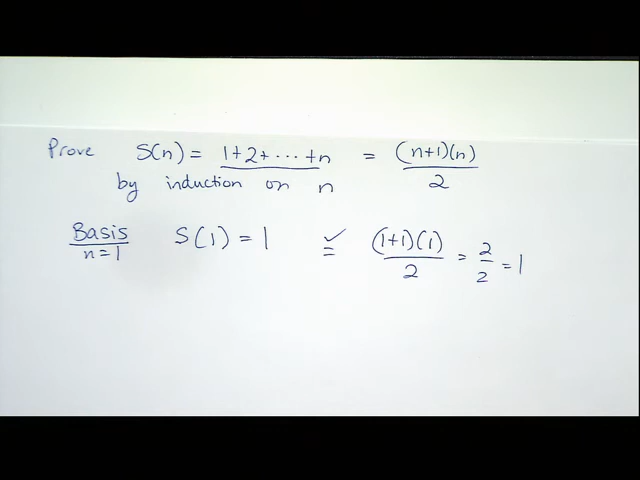 Prove S(n) = 1+2+⋯+n = (n+1)(n)/2
by induction on n
Basis S(1) = 1 ≟ (1+1)(1)/2 = 2/2 = 1
n=1